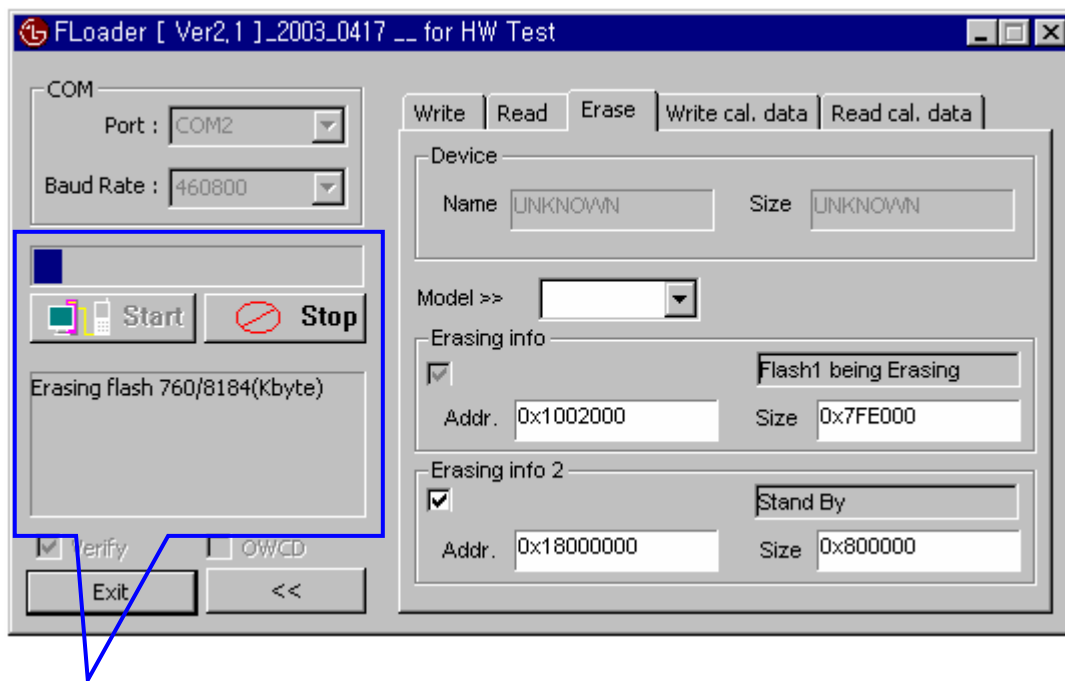 FLoader [ Ver2,1 ]_2003_0417 __ for HW Test
COM
Port : COM2
Baud Rate : 460800
Start Stop
Erasing flash 760/8184(Kbyte)
Verify OWCD
Exit <<
Write Read Erase Write cal. data Read cal. data
Device
Name UNKNOWN Size UNKNOWN
Model >>
Erasing info
Flash1 being Erasing
Addr. 0x1002000 Size 0x7FE000
Erasing info 2
Stand By
Addr. 0x18000000 Size 0x800000